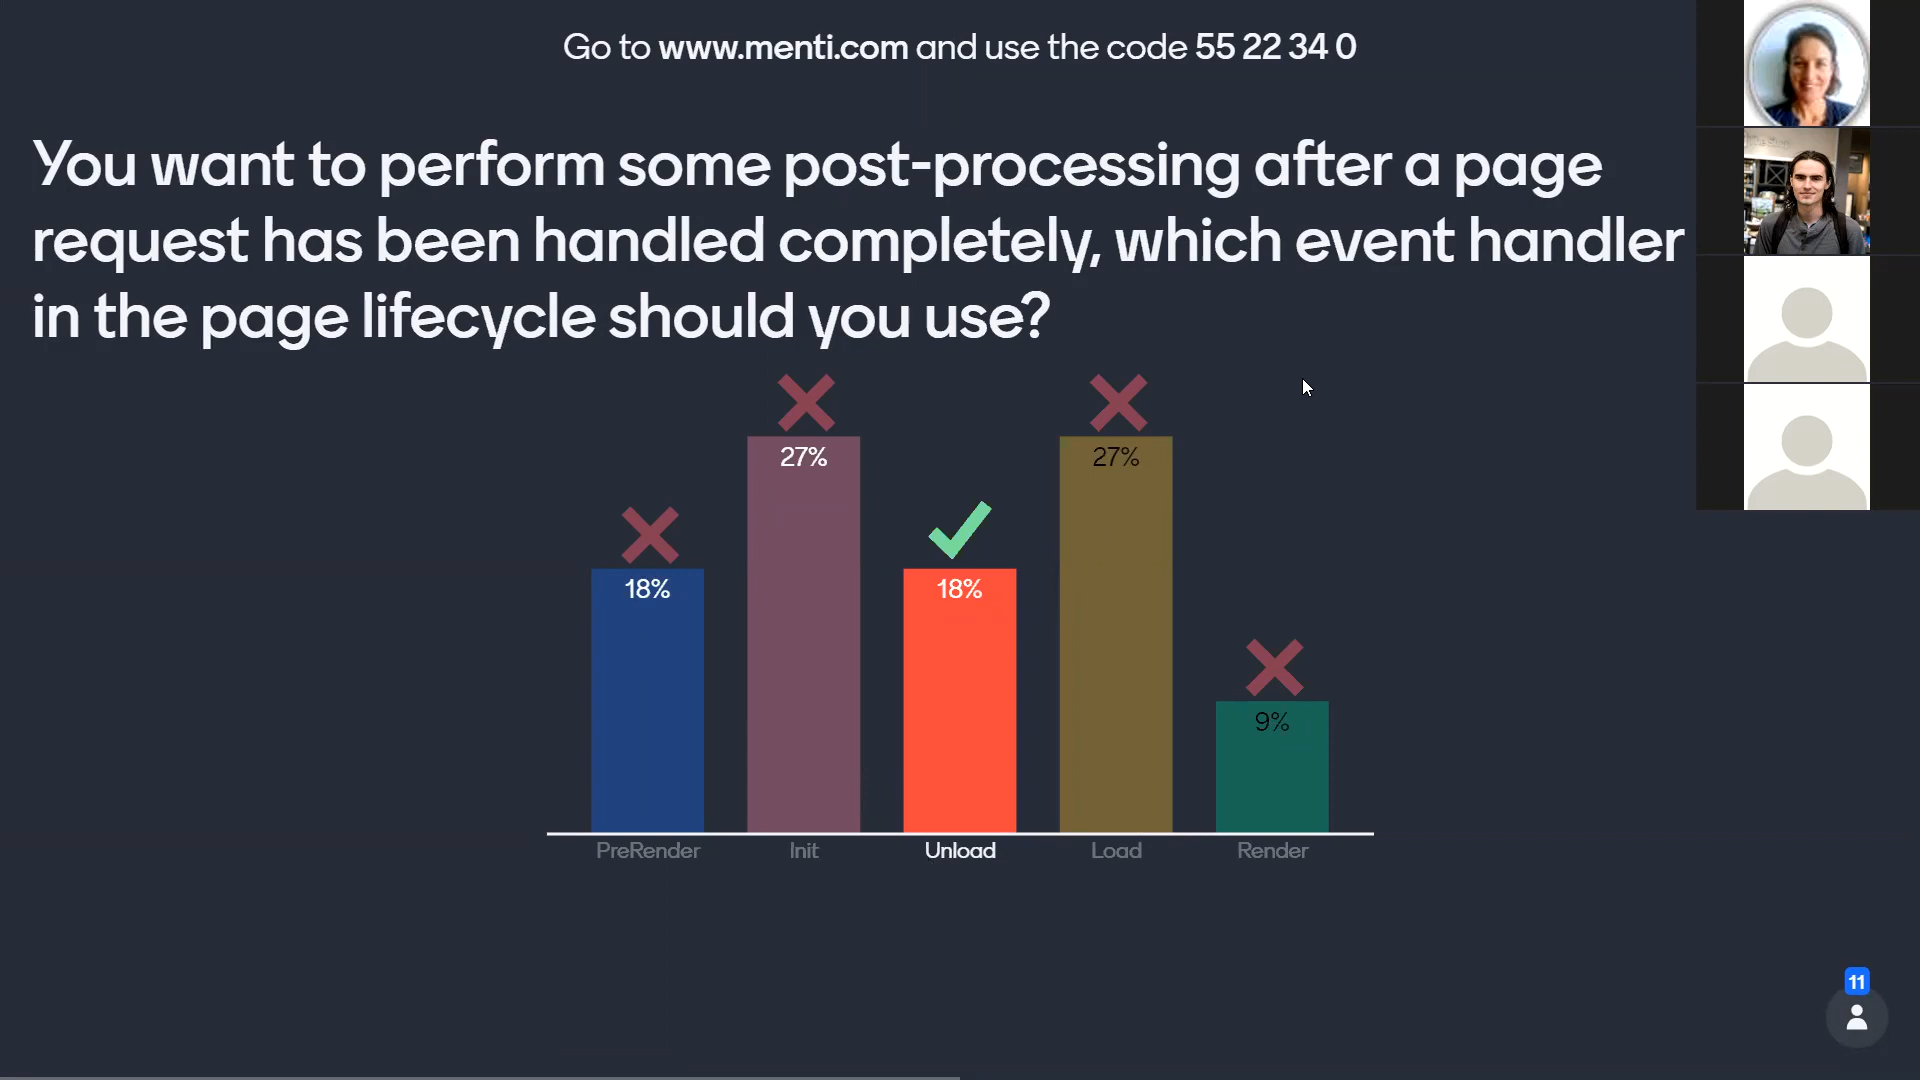 Go to www.menti.com and use the code 55 22 34 0
You want to perform some post-processing after a page
request has been handled completely, which event handler
in the page lifecycle should you use?
27%
27%
18%
18%
9%
PreRender
Init
Unload
Load
Render
11